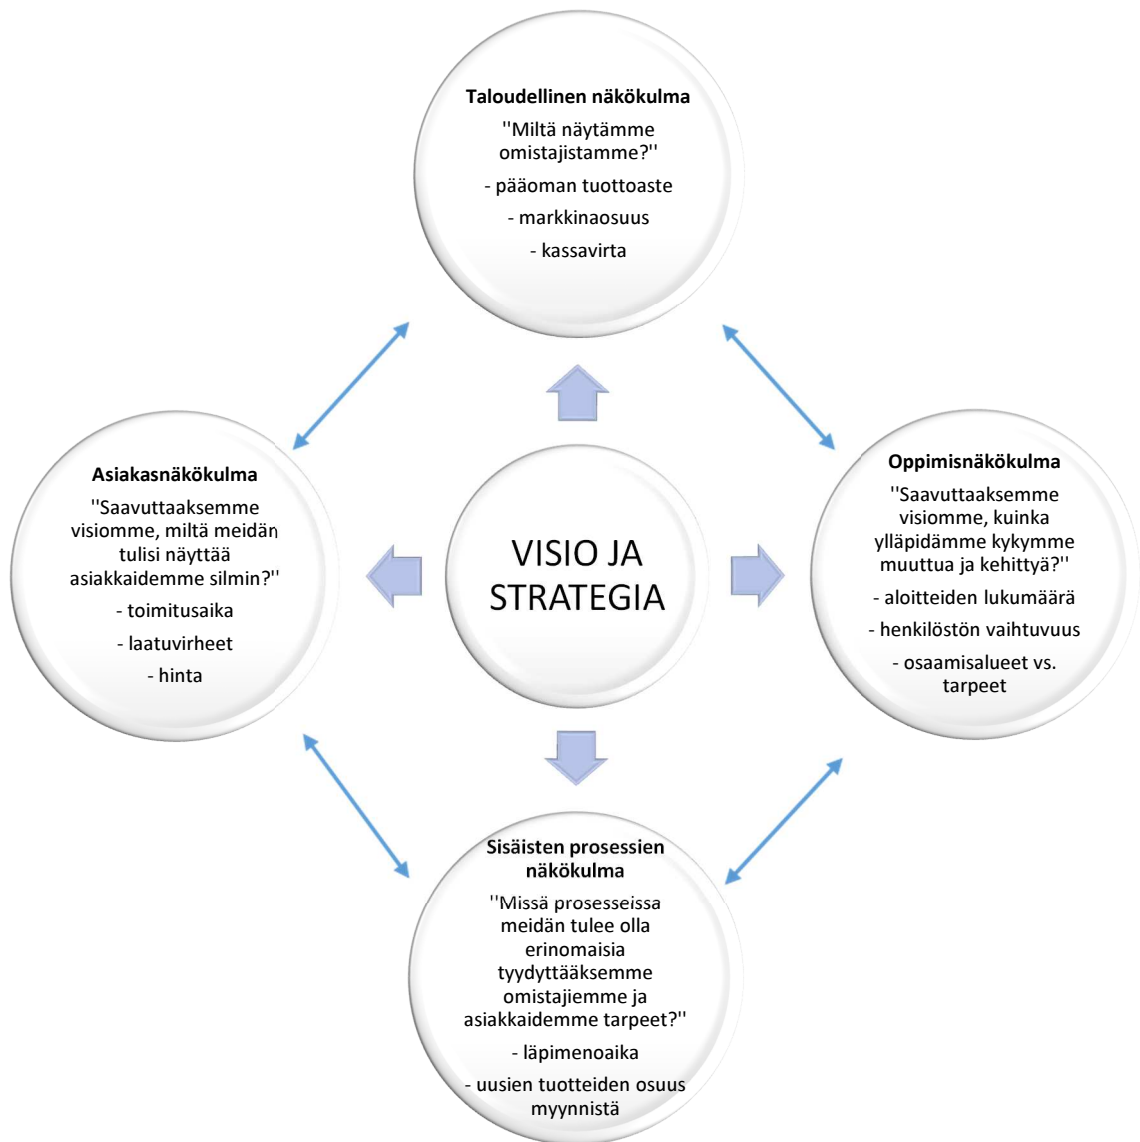 Taloudellinen näkökulma
"Miltä näytämme
omistajistamme?"
- pääoman tuottoaste
- markkinaosuus
- kassavirta
Asiakasnäkökulma
"Saavuttaaksemme
visiomme, miltä meidän
tulisi näyttää
asiakkaidemme silmin?"
- toimitusaika
- laatuvirheet
- hinta
VISIO JA
STRATEGIA
Oppimisnäkökulma
"Saavuttaaksemme
visiomme, kuinka
ylläpidämme kykymme
muuttua ja kehittyä?"
- aloitteiden lukumäärä
- henkilöstön vaihtuvuus
- osaamisalueet vs.
tarpeet
Sisäisten prosessien
näkökulma
"Missä prosesseissa
meidän tulee olla
erinomaisia
tyydyttääksemme
omistajiemme ja
asiakkaidemme tarpeet?"
- läpimenoaika
- uusien tuotteiden osuus
myynnistä